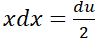 xdx = du/2